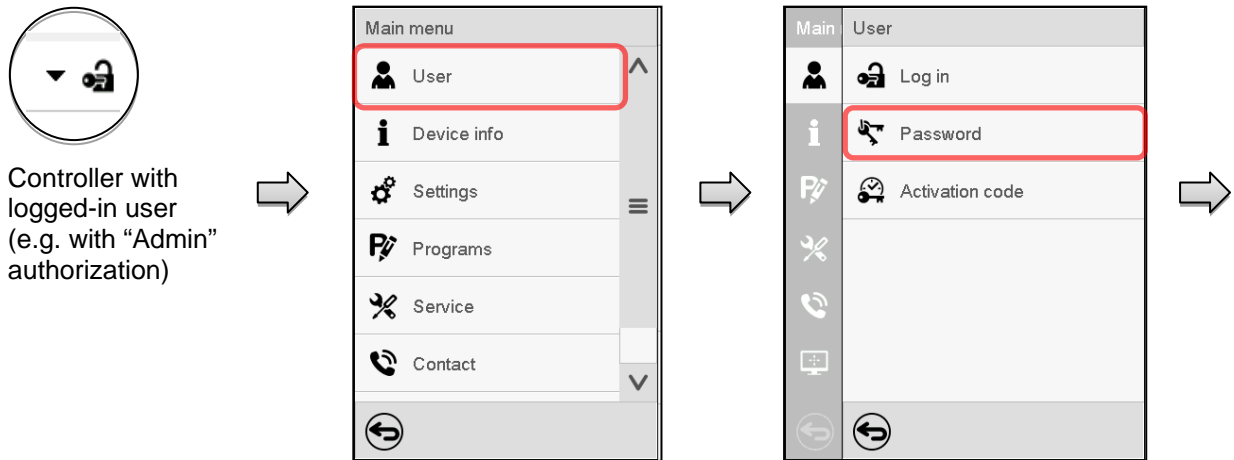 Controller with
logged-in user
(e.g. with “Admin”
authorization)
Main menu
User
Device info
Settings
Programs
Service
Contact
Main
User
Log in
Password
Activation code